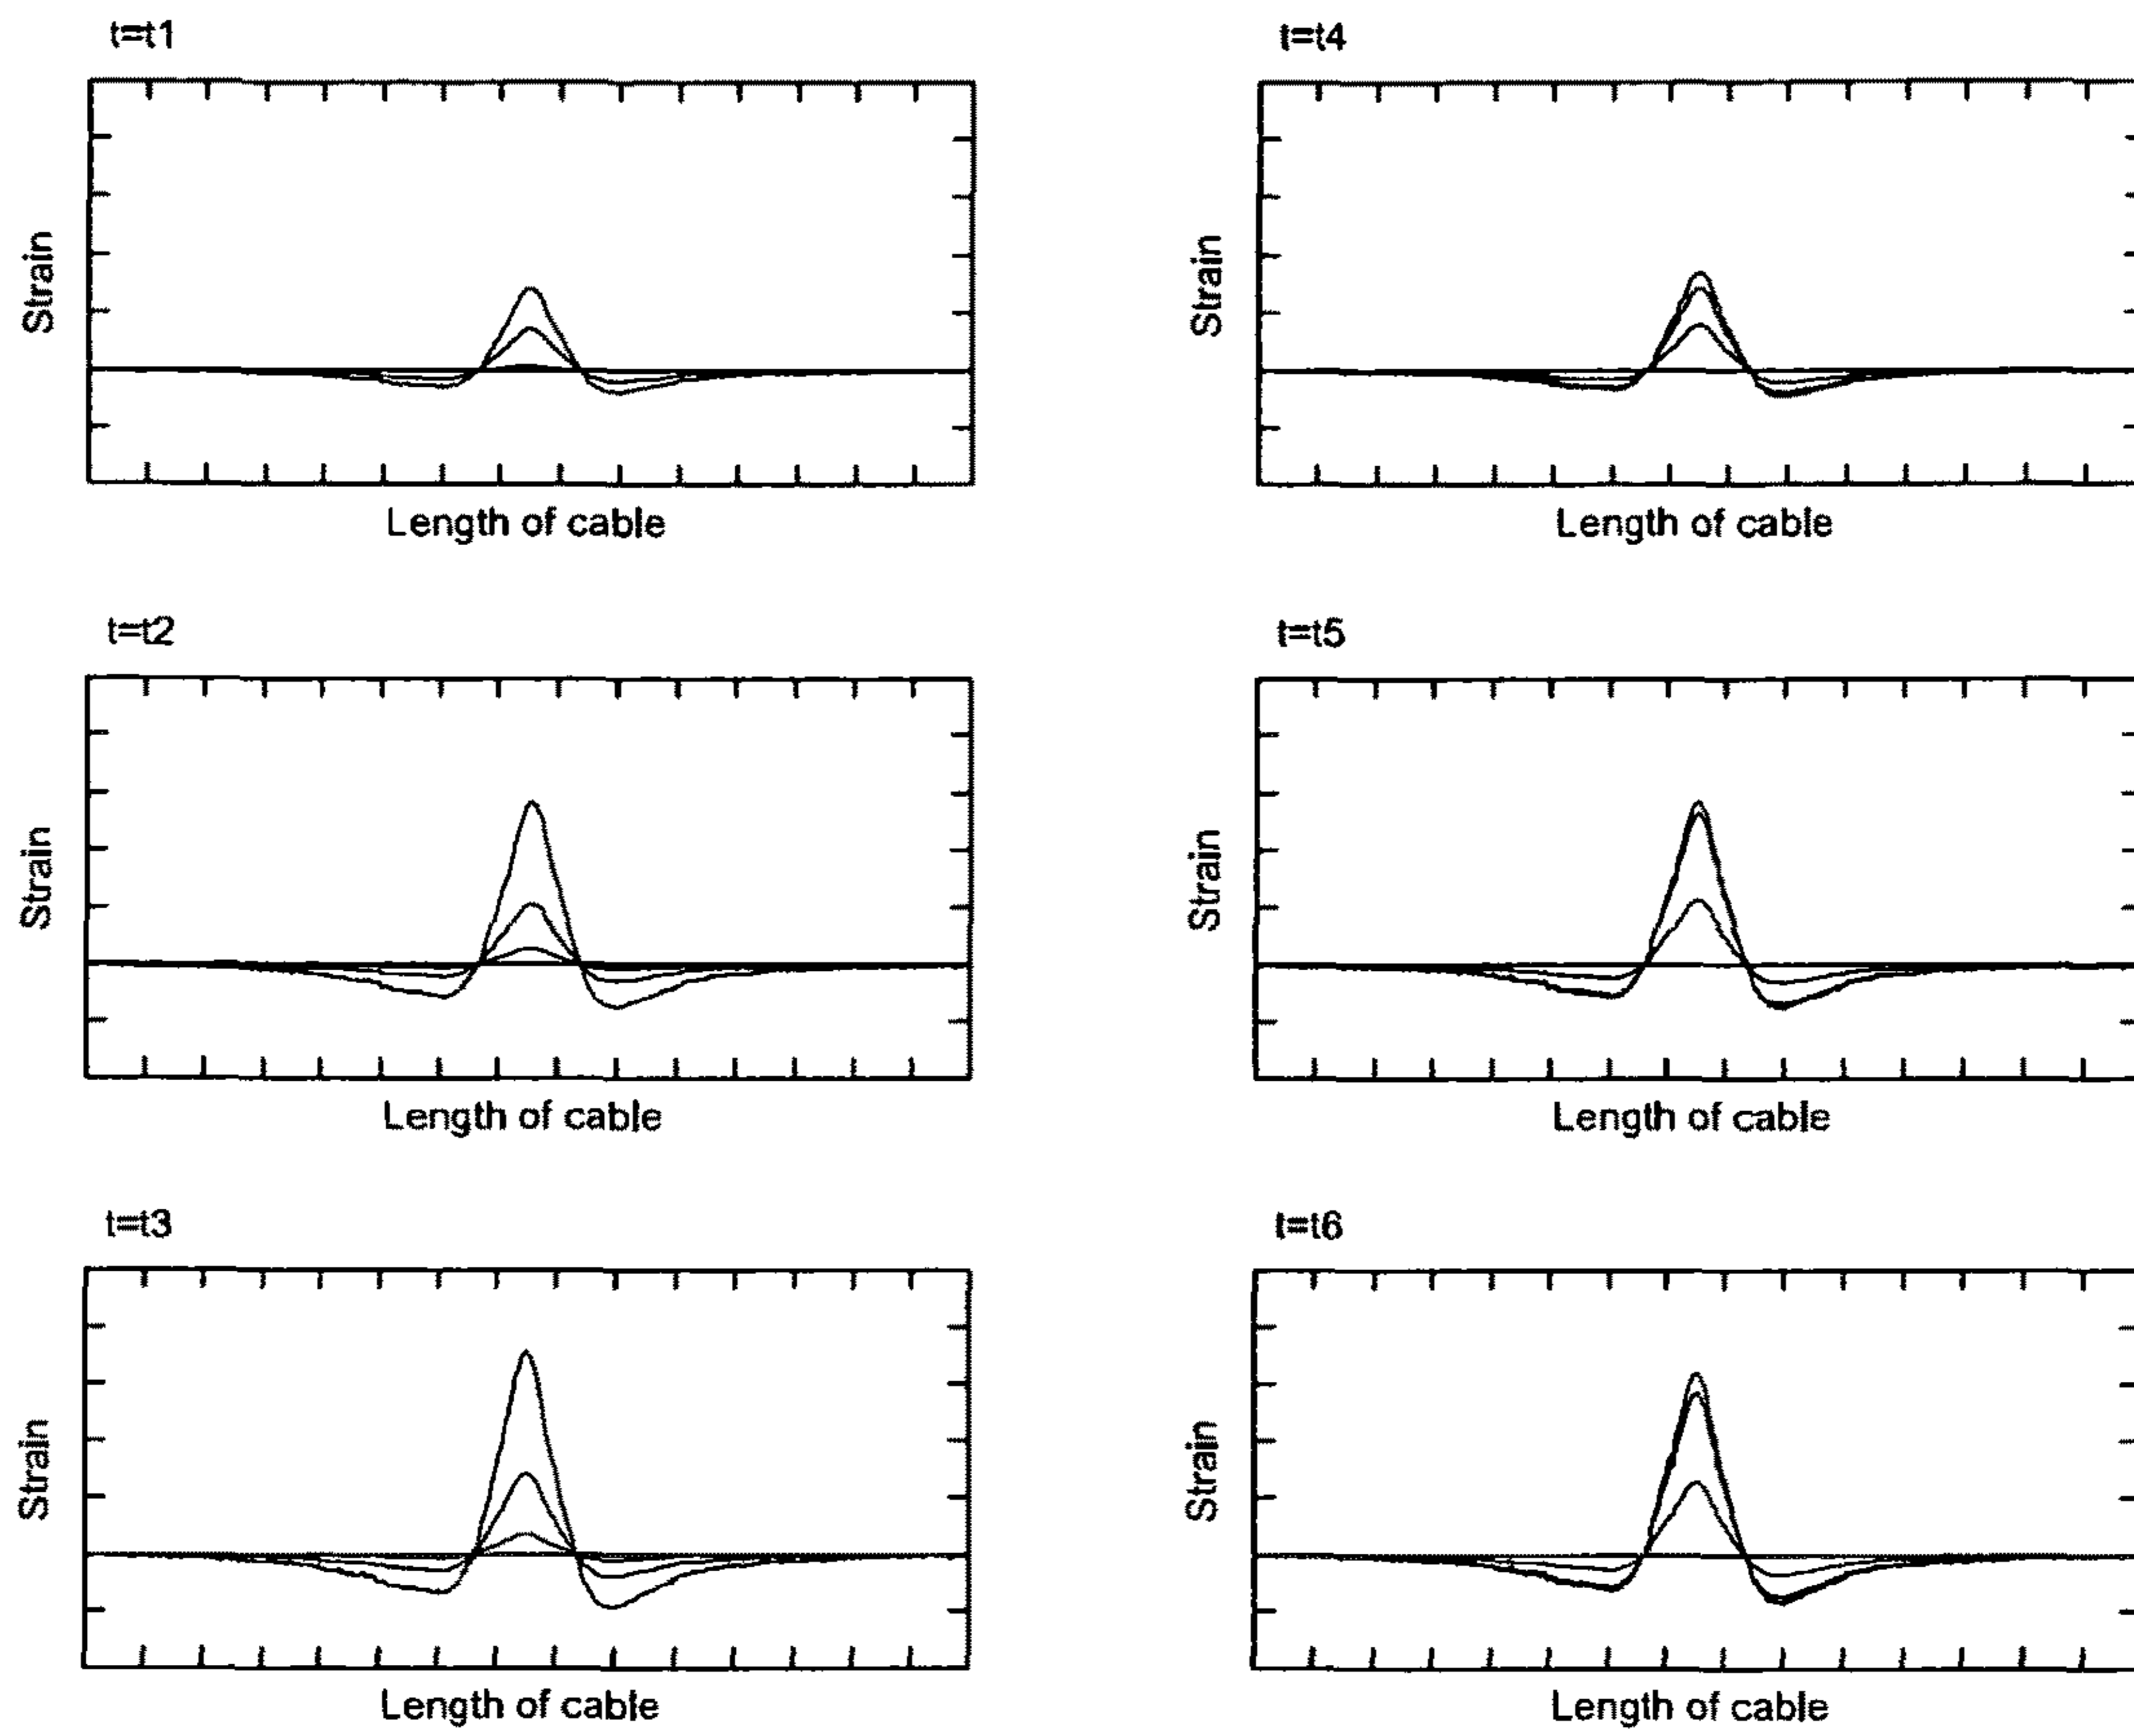 t=t1
Strain
Length of cable
t=t2
Strain
Length of cable
t=t3
Strain
Length of cable
t=t4
Strain
Length of cable
t=t5
Strain
Length of cable
t=t6
Strain
Length of cable